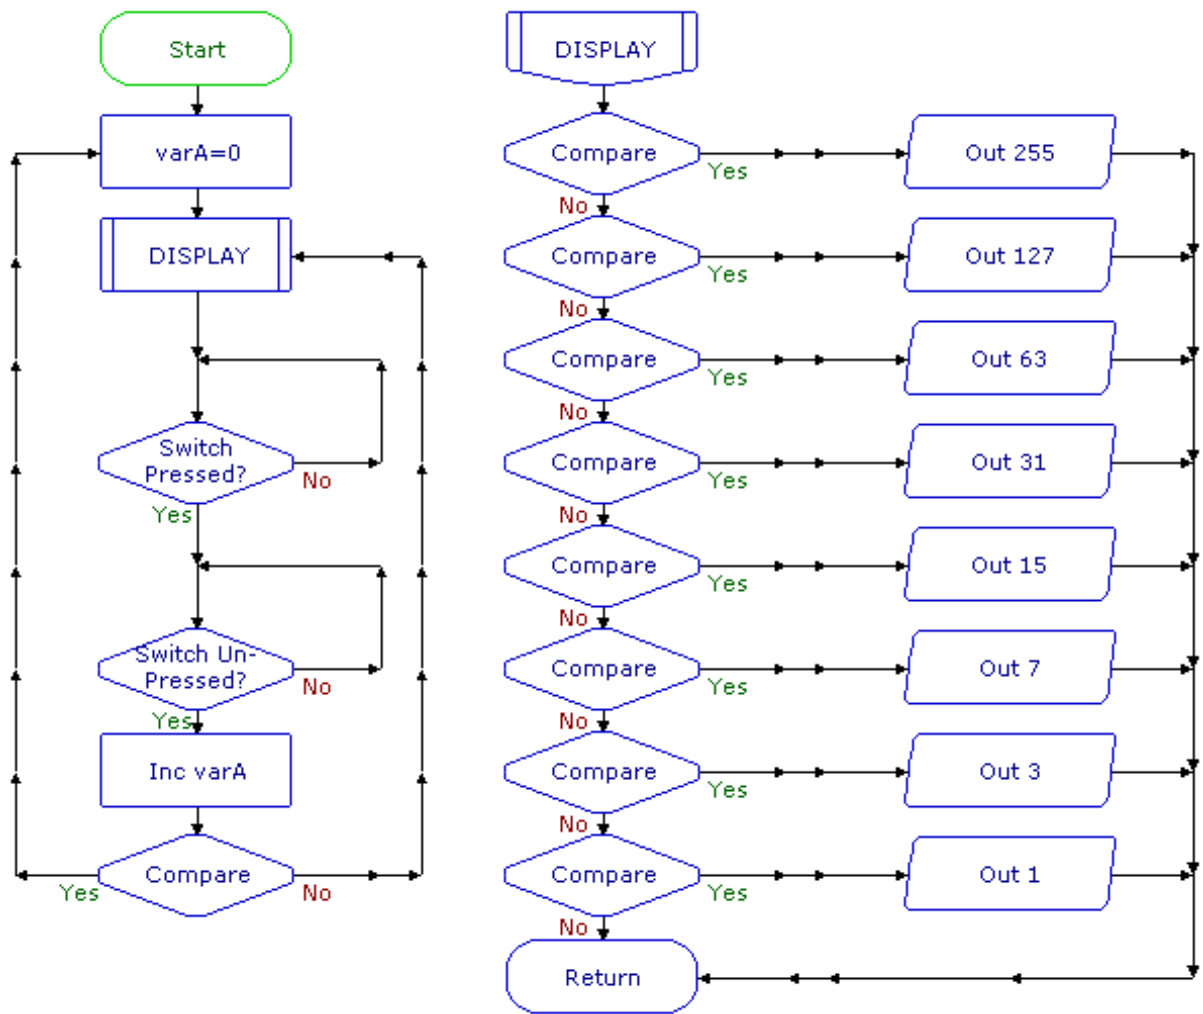 Start
varA=0
DISPLAY
Switch
Pressed?
No
Yes
Switch Un-
Pressed?
No
Yes
Inc varA
Compare
Yes
No
DISPLAY
Compare
Yes
Out 255
No
Compare
Yes
Out 127
No
Compare
Yes
Out 63
No
Compare
Yes
Out 31
No
Compare
Yes
Out 15
No
Compare
Yes
Out 7
No
Compare
Yes
Out 3
No
Compare
Yes
Out 1
No
Return